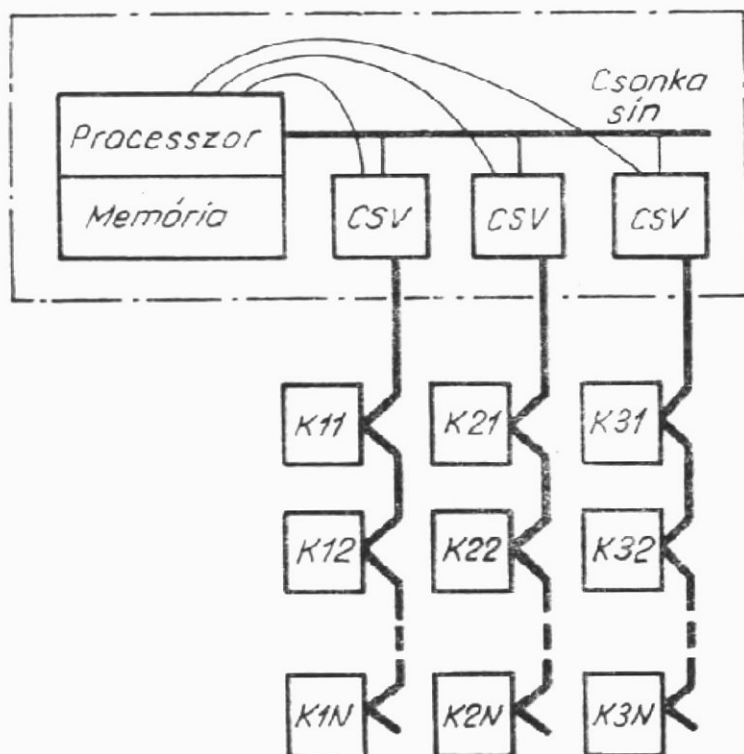 Csonka
sín
Processzor
Memória
CSV
CSV
CSV
K11
K21
K31
K12
K22
K32
K1N
K2N
K3N